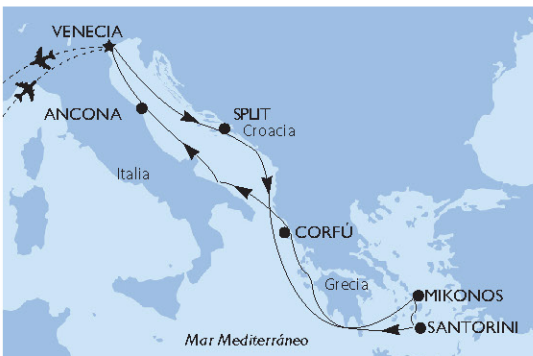 VENECIA
ANCONA
SPLIT
Croacia
Italia
CORFÚ
Grecia
MIKONOS
SANTORINI
Mar Mediterráneo